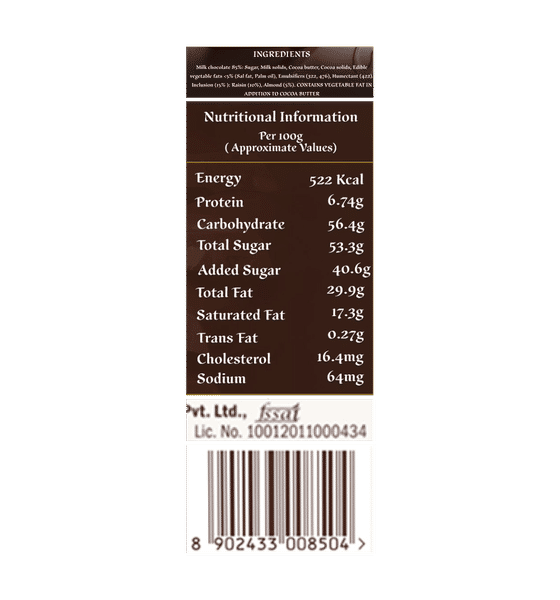 INGREDIENTS
Milk chocolate 85%: Sugar, Milk solids, Cocoa butter, Cocoa solids, Edible
vegetable fats <5% (Sal fat, Palm oil), Emulsifiers (322, 476), Humectant (422)
Inclusion (15% ): Raisin (10%), Almond (5%). CONTAINS VEGETABLE FAT IN
ADDITION TO COCOA BUTTER
Nutritional Information
Per 100g
( Approximate Values)
Energy 522 Kcal
Protein 6.74g
Carbohydrate 56.4g
Total Sugar 53.3g
Added Sugar 40.6g
Total Fat 29.9g
Saturated Fat 17.3g
Trans Fat 0.27g
Cholesterol 16.4mg
Sodium 64mg
Pvt. Ltd., fssai
Lic. No. 10012011000434
8 902433 008504 >